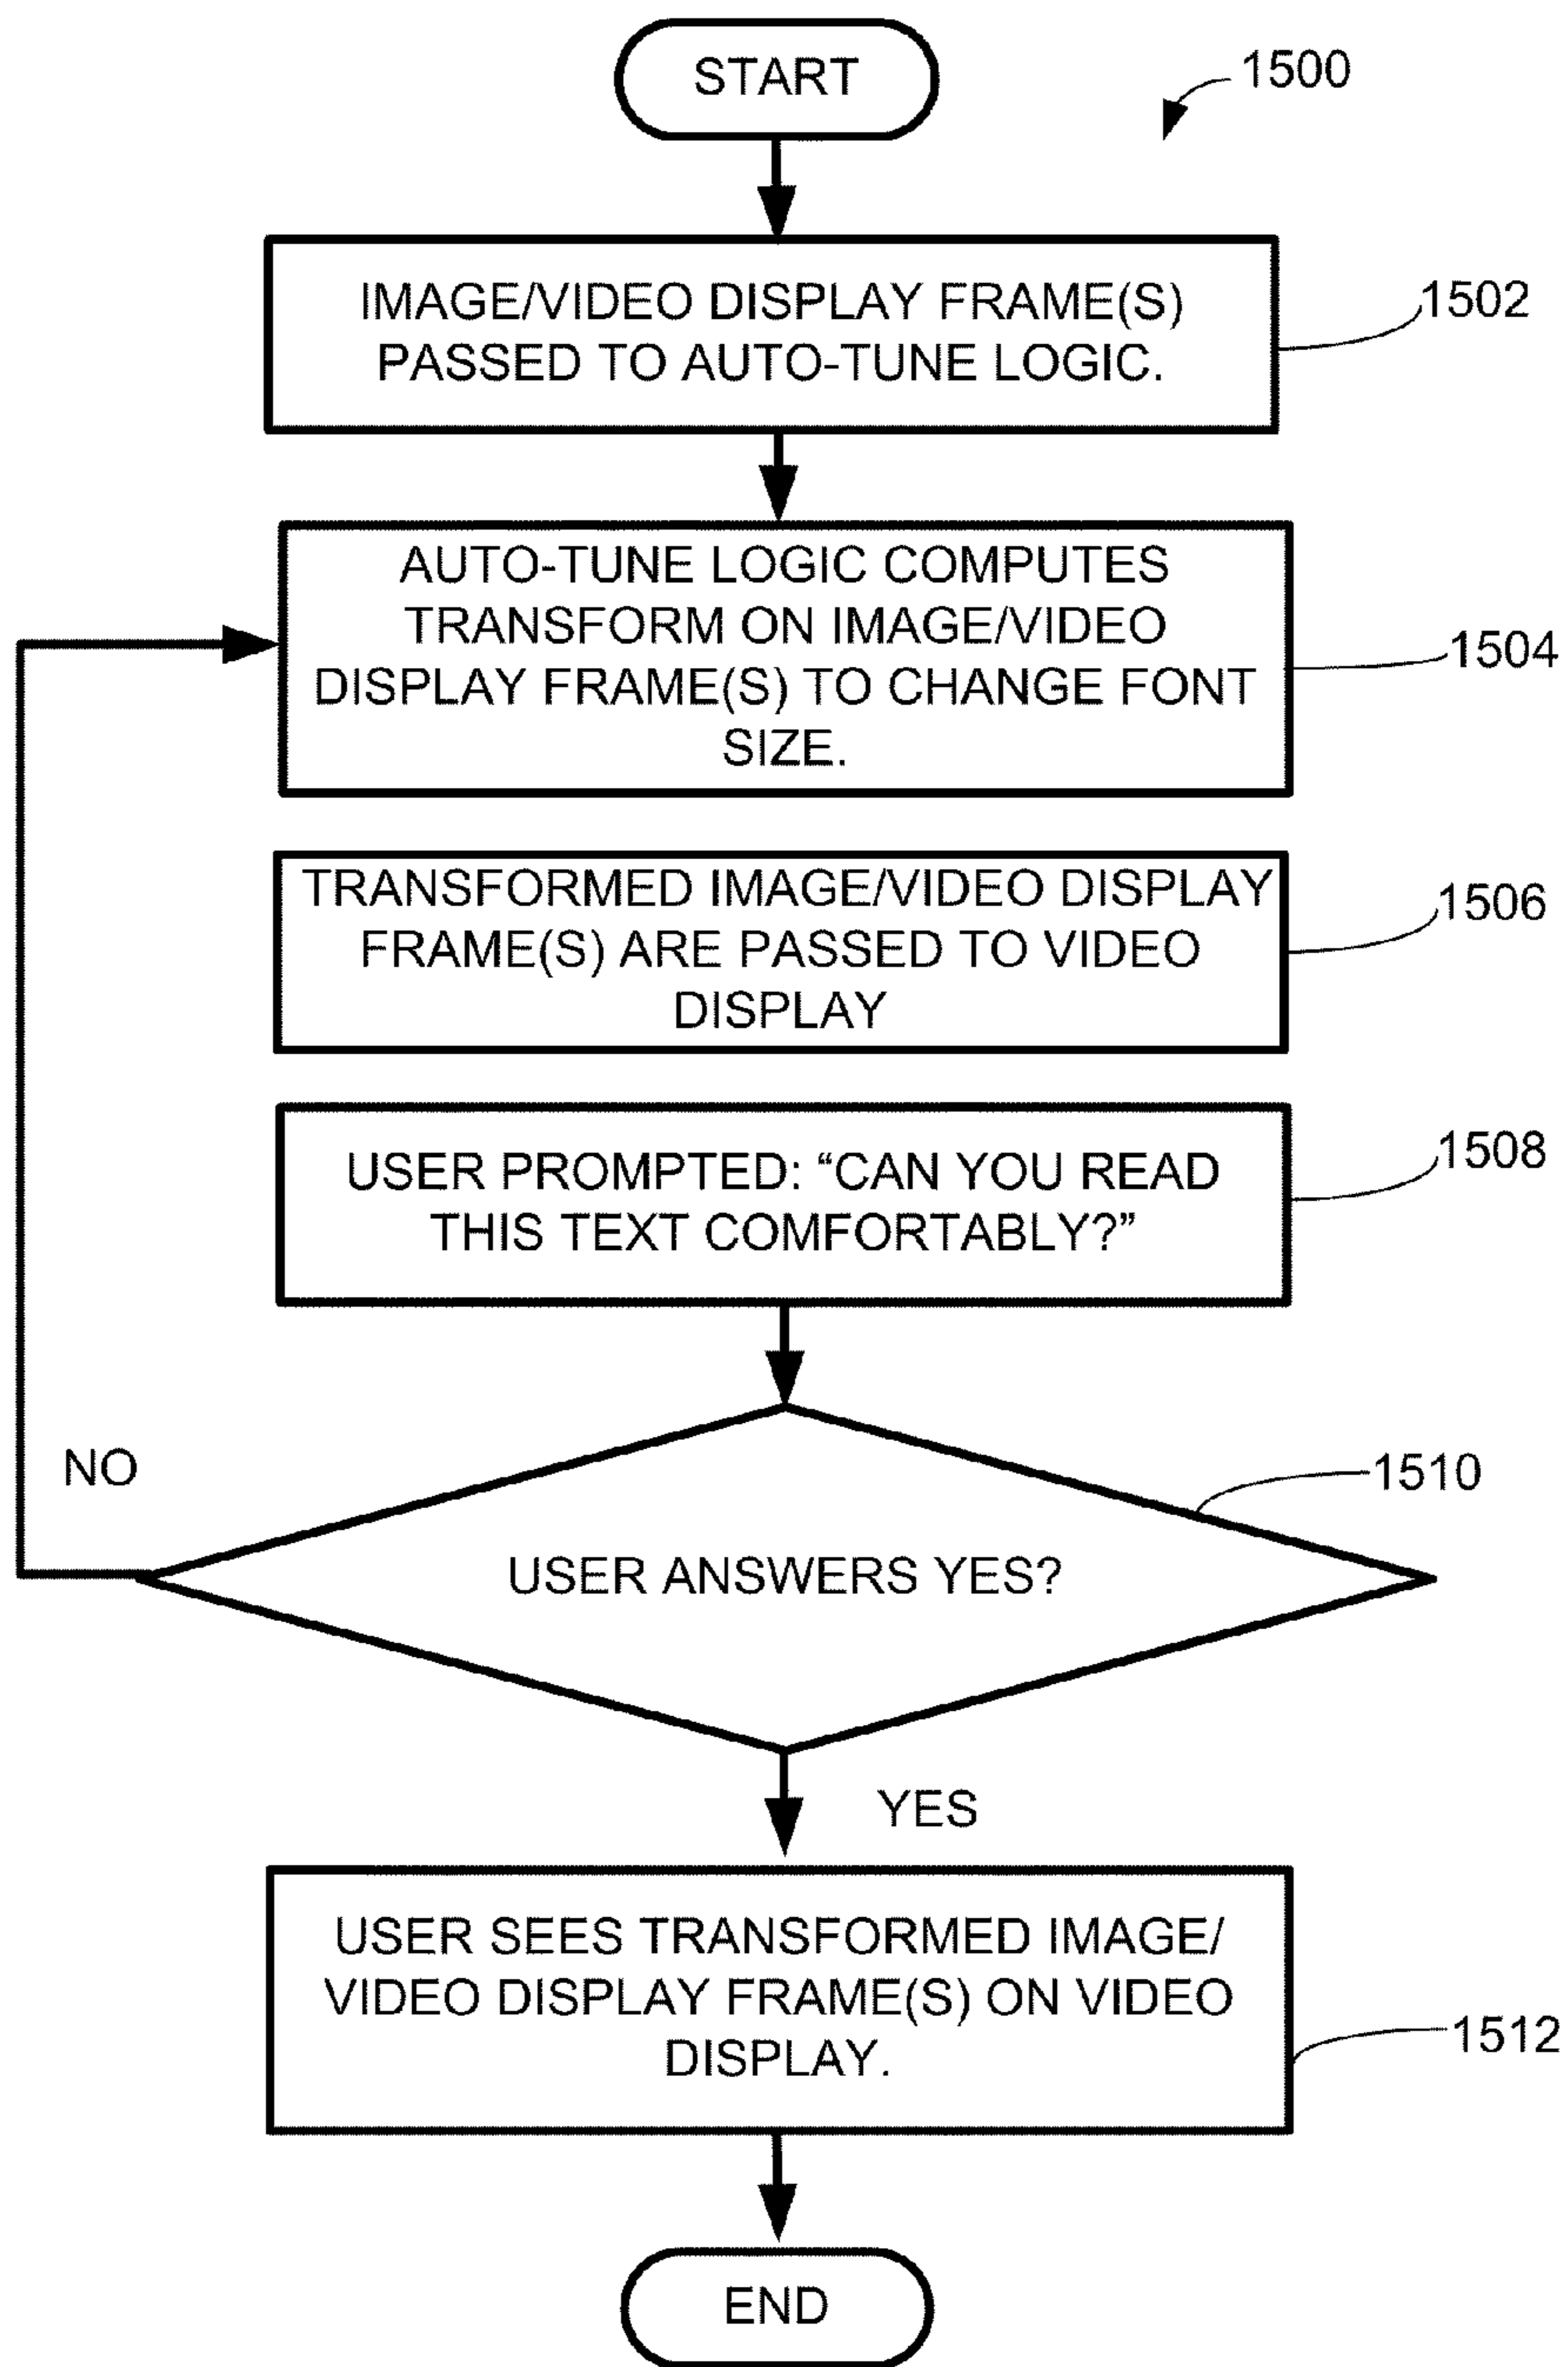 START
1500
IMAGE/VIDEO DISPLAY FRAME(S)
PASSED TO AUTO-TUNE LOGIC.
1502
AUTO-TUNE LOGIC COMPUTES
TRANSFORM ON IMAGE/VIDEO
DISPLAY FRAME(S) TO CHANGE FONT
SIZE.
1504
TRANSFORMED IMAGE/VIDEO DISPLAY
FRAME(S) ARE PASSED TO VIDEO
DISPLAY
1506
USER PROMPTED: “CAN YOU READ
THIS TEXT COMFORTABLY?”
1508
NO
1510
USER ANSWERS YES?
YES
USER SEES TRANSFORMED IMAGE/
VIDEO DISPLAY FRAME(S) ON VIDEO
DISPLAY.
1512
END